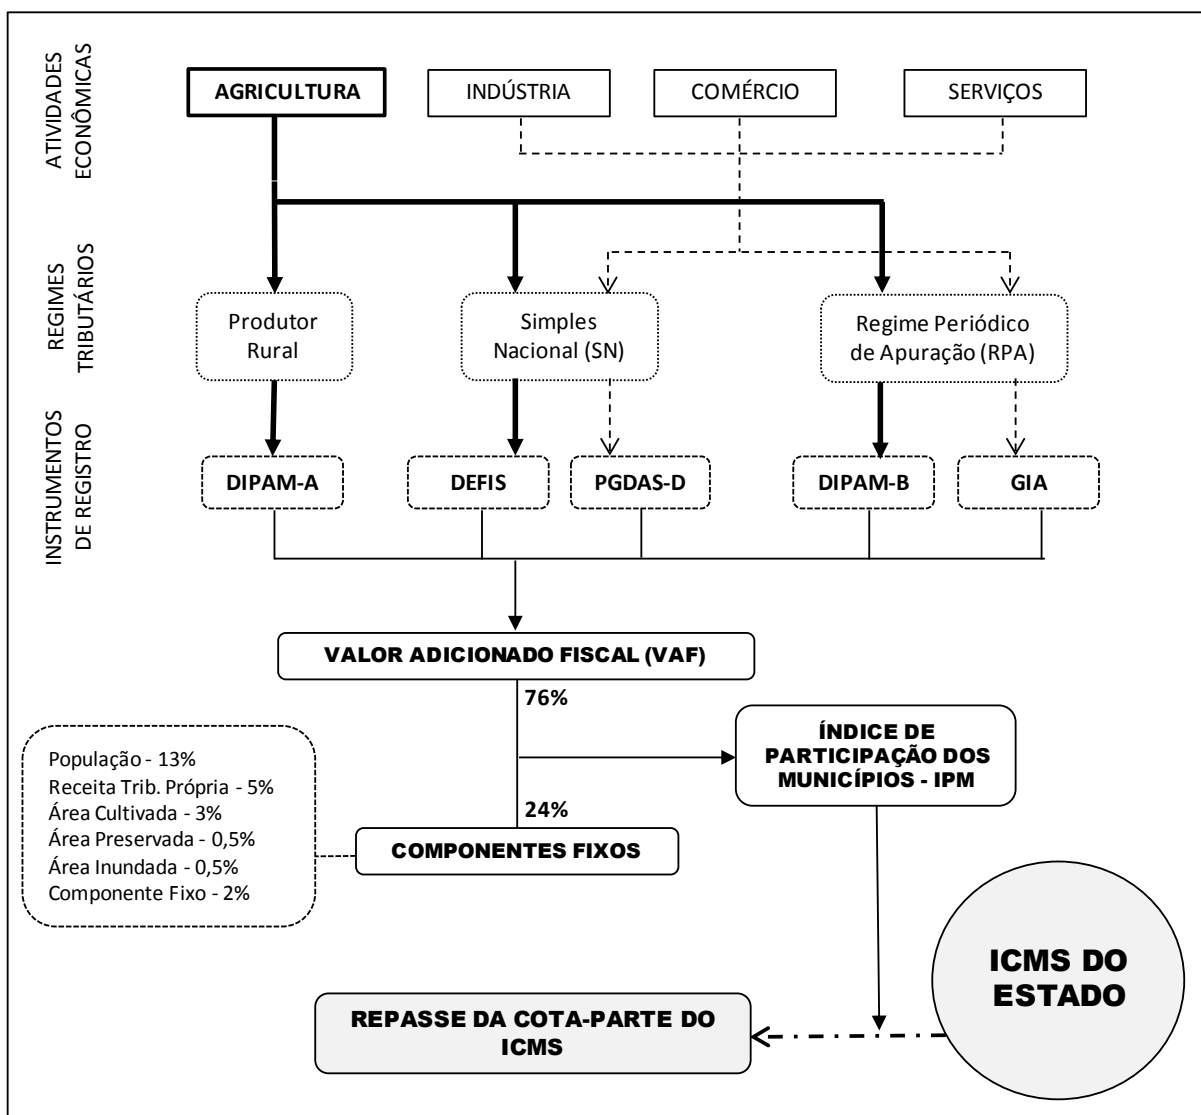 ATIVIDADES
ECONÔMICAS
AGRICULTURA
INDÚSTRIA
COMÉRCIO
SERVIÇOS
REGIMES
TRIBUTÁRIOS
Produtor
Rural
Simples
Nacional (SN)
Regime Periódico
de Apuração (RPA)
INSTRUMENTOS
DE REGISTRO
DIPAM-A
DEFIS
PGDAS-D
DIPAM-B
GIA
VALOR ADICIONADO FISCAL (VAF)
76%
ÍNDICE DE
PARTICIPAÇÃO DOS
MUNICÍPIOS - IPM
População - 13%
Receita Trib. Própria - 5%
Área Cultivada - 3%
Área Preservada - 0,5%
Área Inundada - 0,5%
Componente Fixo - 2%
24%
COMPONENTES FIXOS
ICMS DO
ESTADO
REPASSE DA COTA-PARTE DO
ICMS